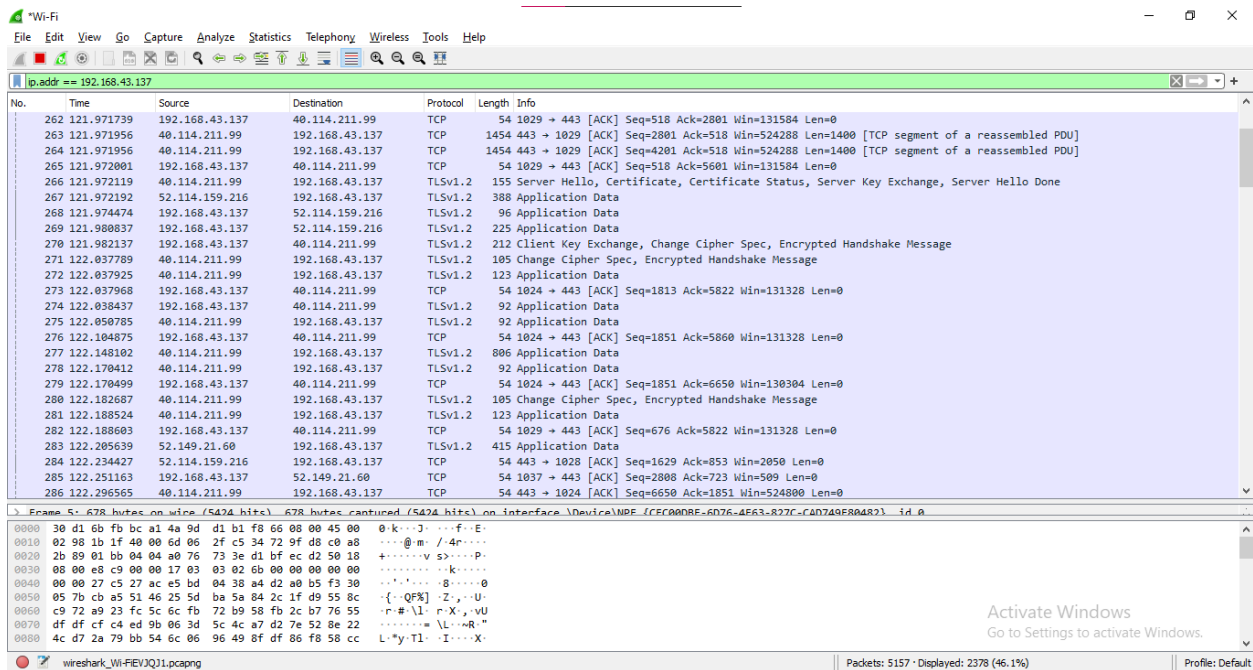 *Wi-Fi
File Edit View Go Capture Analyze Statistics Telephony Wireless Tools Help
ip.addr == 192.168.43.137
No. Time Source Destination Protocol Length Info
262 121.971739 192.168.43.137 40.114.211.99 TCP 54 1029 → 443 [ACK] Seq=518 Ack=2801 Win=131584 Len=0
263 121.971956 40.114.211.99 192.168.43.137 TCP 1454 443 → 1029 [ACK] Seq=2801 Ack=518 Win=524288 Len=1400 [TCP segment of a reassembled PDU]
264 121.971956 40.114.211.99 192.168.43.137 TCP 1454 443 → 1029 [ACK] Seq=4201 Ack=518 Win=524288 Len=1400 [TCP segment of a reassembled PDU]
265 121.972001 192.168.43.137 40.114.211.99 TCP 54 1029 → 443 [ACK] Seq=518 Ack=5601 Win=131584 Len=0
266 121.972119 40.114.211.99 192.168.43.137 TLSv1.2 155 Server Hello, Certificate, Certificate Status, Server Key Exchange, Server Hello Done
267 121.972192 52.114.159.216 192.168.43.137 TLSv1.2 388 Application Data
268 121.974474 192.168.43.137 52.114.159.216 TLSv1.2 96 Application Data
269 121.980837 192.168.43.137 52.114.159.216 TLSv1.2 225 Application Data
270 121.982137 192.168.43.137 40.114.211.99 TLSv1.2 212 Client Key Exchange, Change Cipher Spec, Encrypted Handshake Message
271 122.037789 40.114.211.99 192.168.43.137 TLSv1.2 105 Change Cipher Spec, Encrypted Handshake Message
272 122.037925 40.114.211.99 192.168.43.137 TLSv1.2 123 Application Data
273 122.037968 192.168.43.137 40.114.211.99 TCP 54 1024 → 443 [ACK] Seq=1813 Ack=5822 Win=131328 Len=0
274 122.038437 192.168.43.137 40.114.211.99 TLSv1.2 92 Application Data
275 122.050785 40.114.211.99 192.168.43.137 TLSv1.2 92 Application Data
276 122.104875 192.168.43.137 40.114.211.99 TCP 54 1024 → 443 [ACK] Seq=1851 Ack=5860 Win=131328 Len=0
277 122.148102 40.114.211.99 192.168.43.137 TLSv1.2 806 Application Data
278 122.170412 40.114.211.99 192.168.43.137 TLSv1.2 92 Application Data
279 122.170499 192.168.43.137 40.114.211.99 TCP 54 1024 → 443 [ACK] Seq=1851 Ack=6650 Win=130304 Len=0
280 122.182687 40.114.211.99 192.168.43.137 TLSv1.2 105 Change Cipher Spec, Encrypted Handshake Message
281 122.188524 40.114.211.99 192.168.43.137 TLSv1.2 123 Application Data
282 122.188603 192.168.43.137 40.114.211.99 TCP 54 1029 → 443 [ACK] Seq=676 Ack=5822 Win=131328 Len=0
283 122.205639 52.149.21.60 192.168.43.137 TLSv1.2 415 Application Data
284 122.234427 52.114.159.216 192.168.43.137 TCP 54 443 → 1028 [ACK] Seq=1629 Ack=853 Win=2050 Len=0
285 122.251163 192.168.43.137 52.149.21.60 TCP 54 1037 → 443 [ACK] Seq=2808 Ack=723 Win=509 Len=0
286 122.296565 40.114.211.99 192.168.43.137 TCP 54 443 → 1024 [ACK] Seq=6650 Ack=1851 Win=524800 Len=0
Frame 5: 678 bytes on wire (5424 bits), 678 bytes captured (5424 bits) on interface
0000 30 d1 6b fb bc a1 4a 9d d1 b1 f8 66 08 00 45 00 0·k···J· ···f··E·
0010 02 98 1b 1f 40 00 6d 06 2f c5 34 72 9f d8 c0 a8 ····@·m· /·4r····
0020 2b 89 01 bb 04 04 a0 76 73 3e d1 bf ec d2 50 18 +······v s>····P·
0030 08 00 e8 c9 00 00 17 03 03 02 6b 00 00 00 00 00 ········ ··k·····
0040 00 00 27 c5 27 ac e5 bd 04 38 a4 d2 a0 b5 f3 30 ··'·'··· ·8·····0
0050 05 7b cb a5 51 46 25 5d ba 5a 84 2c 1f d9 55 8c ·{··QF%] ·Z·,··U·
0060 c9 72 a9 23 fc 5c 6c fb 72 b9 58 fb 2c b7 76 55 ·r·#·\l· r·X·,·vU
0070 df df cf c4 ed 9b 06 3d 5c 4c a7 d2 7e 52 8e 22 ·······= \L··~R·"
0080 4c d7 2a 79 bb 54 6c 06 96 49 8f df 86 f8 58 cc L·*y·Tl· ·I····X·
Activate Windows
Go to Settings to activate Windows.
wireshark_Wi-FiEVJQJ1.pcapng Packets: 5157 · Displayed: 2378 (46.1%) Profile: Default